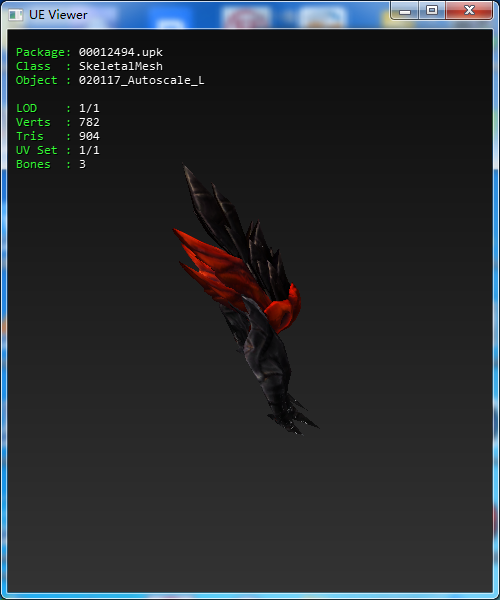 UE Viewer
Package: 00012494.upk
Class  : SkeletalMesh
Object : 020117_Autoscale_L
LOD    : 1/1
Verts  : 782
Tris   : 904
UV Set : 1/1
Bones  : 3